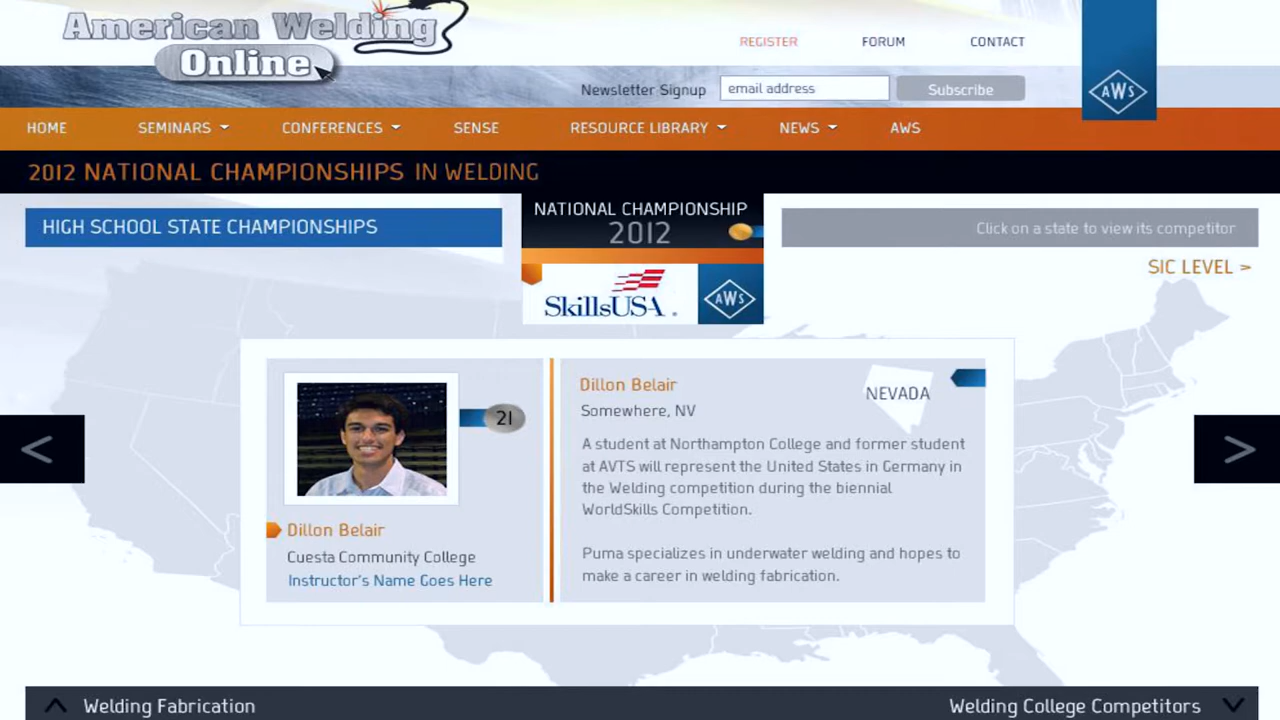 American Welding
Online
REGISTER
FORUM
CONTACT
Newsletter Signup
email address
Subscribe
AWS
HOME
SEMINARS
CONFERENCES
SENSE
RESOURCE LIBRARY
NEWS
AWS
2012 NATIONAL CHAMPIONSHIPS IN WELDING
HIGH SCHOOL STATE CHAMPIONSHIPS
NATIONAL CHAMPIONSHIP
2012
Click on a state to view its competitor
SIC LEVEL >
SkillsUSA
AWS
<
21
Dillon Belair
Cuesta Community College
Instructor's Name Goes Here
Dillon Belair
Somewhere, NV
NEVADA
A student at Northampton College and former student
at AVTS will represent the United States in Germany in
the Welding competition during the biennial
WorldSkills Competition.
Puma specializes in underwater welding and hopes to
make a career in welding fabrication.
>
Welding Fabrication
Welding College Competitors